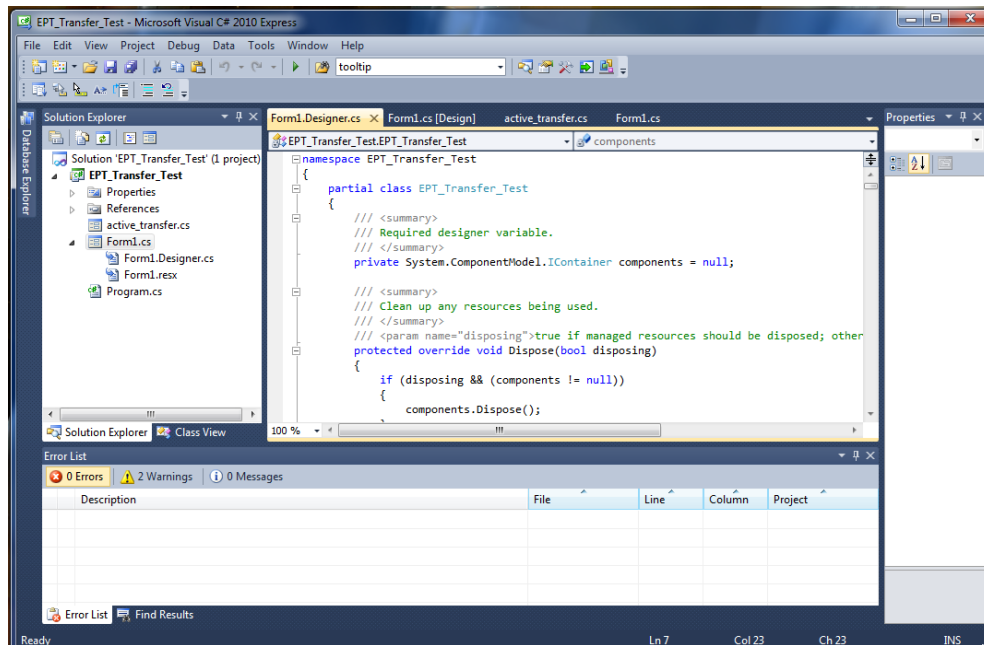 EPT_Transfer_Test - Microsoft Visual C# 2010 Express
File Edit View Project Debug Data Tools Window Help
tooltip
Database Explorer
Solution Explorer
Solution 'EPT_Transfer_Test' (1 project)
EPT_Transfer_Test
Properties
References
active_transfer.cs
Form1.cs
Form1.Designer.cs
Form1.resx
Program.cs
Solution Explorer Class View
Form1.Designer.cs Form1.cs [Design] active_transfer.cs Form1.cs
EPT_Transfer_Test.EPT_Transfer_Test components
namespace EPT_Transfer_Test
{
partial class EPT_Transfer_Test
{
/// <summary>
/// Required designer variable.
/// </summary>
private System.ComponentModel.IContainer components = null;
/// <summary>
/// Clean up any resources being used.
/// </summary>
/// <param name="disposing">true if managed resources should be disposed; other
protected override void Dispose(bool disposing)
{
if (disposing && (components != null))
{
components.Dispose();
100 %
Properties
Error List
0 Errors 2 Warnings 0 Messages
Description File Line Column Project
Error List Find Results
Ready Ln 7 Col 23 Ch 23 INS